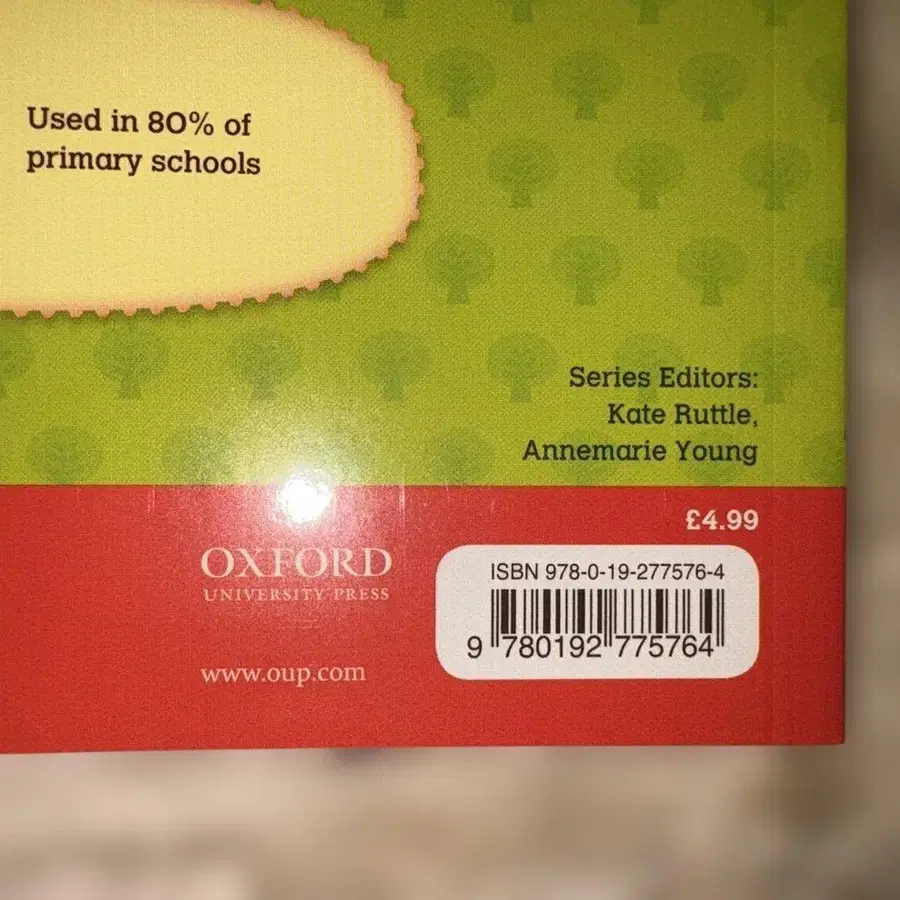 Used in 80% of
primary schools
Series Editors:
Kate Ruttle,
Annemarie Young
£4.99
OXFORD
UNIVERSITY PRESS
www.oup.com
ISBN 978-0-19-277576-4
9 780192 775764